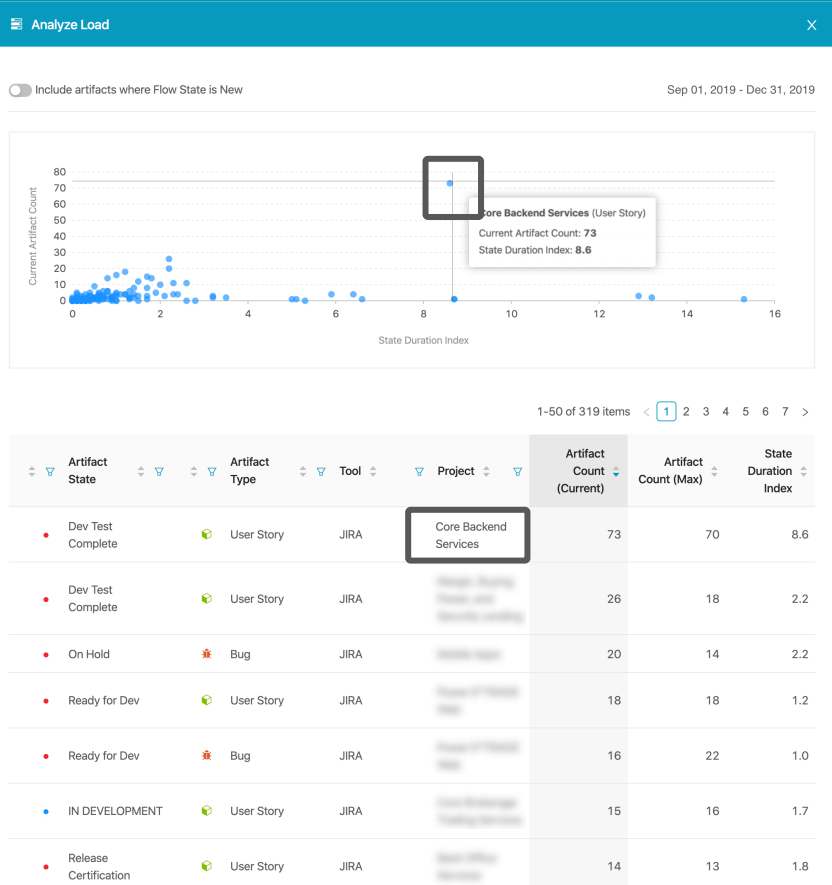 Analyze Load
X
Include artifacts where Flow State is New
Sep 01, 2019 - Dec 31, 2019
80
70
60
50
40
30
20
10
0
Current Artifact Count
Core Backend Services (User Story)
Current Artifact Count: 73
State Duration Index: 8.6
0 2 4 6 8 10 12 14 16
State Duration Index
1-50 of 319 items < 1 2 3 4 5 6 7 >
Artifact State
Artifact Type
Tool
Project
Artifact Count (Current)
Artifact Count (Max)
State Duration Index
Dev Test Complete User Story JIRA Core Backend Services 73 70 8.6
Dev Test Complete User Story JIRA 26 18 2.2
On Hold Bug JIRA 20 14 2.2
Ready for Dev User Story JIRA 18 18 1.2
Ready for Dev Bug JIRA 16 22 1.0
IN DEVELOPMENT User Story JIRA 15 16 1.7
Release Certification User Story JIRA 14 13 1.8